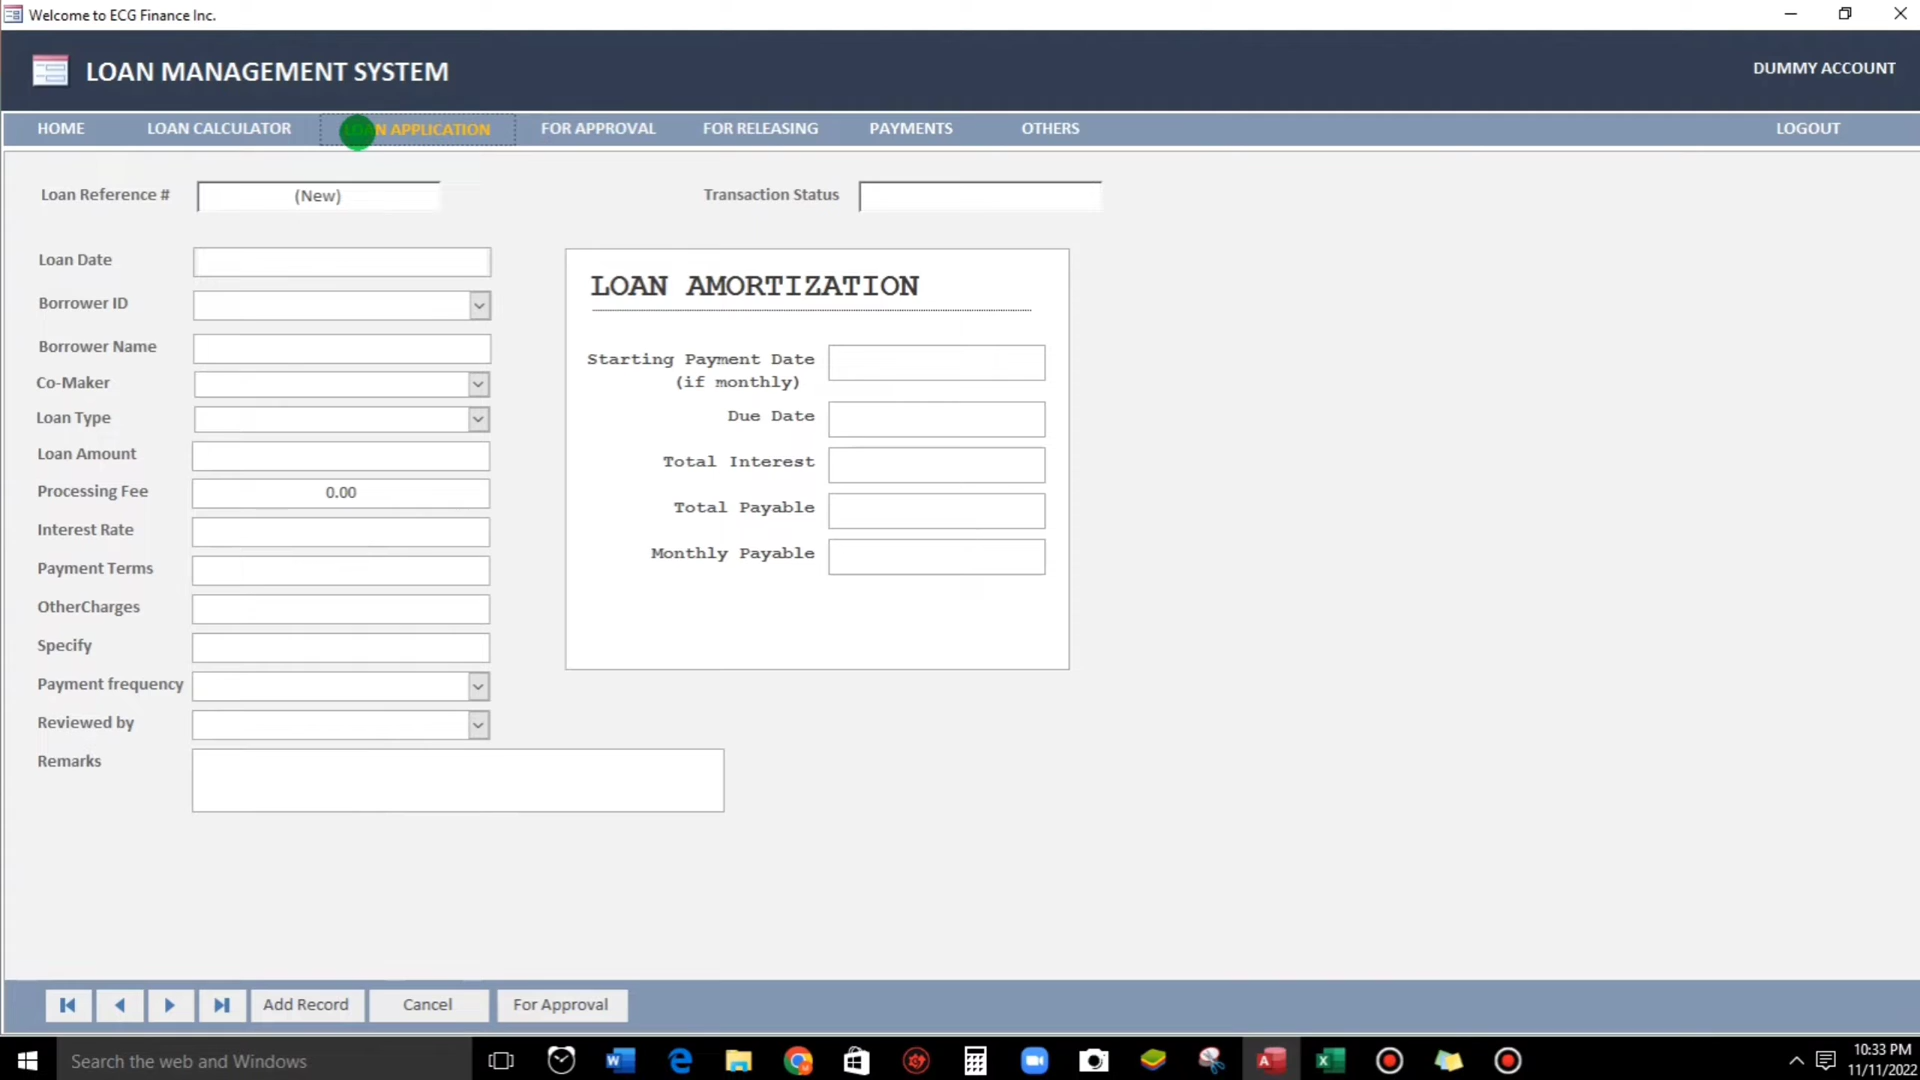 Welcome to ECG Finance Inc.
LOAN MANAGEMENT SYSTEM
DUMMY ACCOUNT
HOME LOAN CALCULATOR LOAN APPLICATION FOR APPROVAL FOR RELEASING PAYMENTS OTHERS LOGOUT
Loan Reference # (New) Transaction Status
Loan Date
Borrower ID
Borrower Name
Co-Maker
Loan Type
Loan Amount
Processing Fee 0.00
Interest Rate
Payment Terms
OtherCharges
Specify
Payment frequency
Reviewed by
Remarks
LOAN AMORTIZATION
Starting Payment Date
(if monthly)
Due Date
Total Interest
Total Payable
Monthly Payable
Add Record Cancel For Approval
Search the web and Windows
10:33 PM
11/11/2022